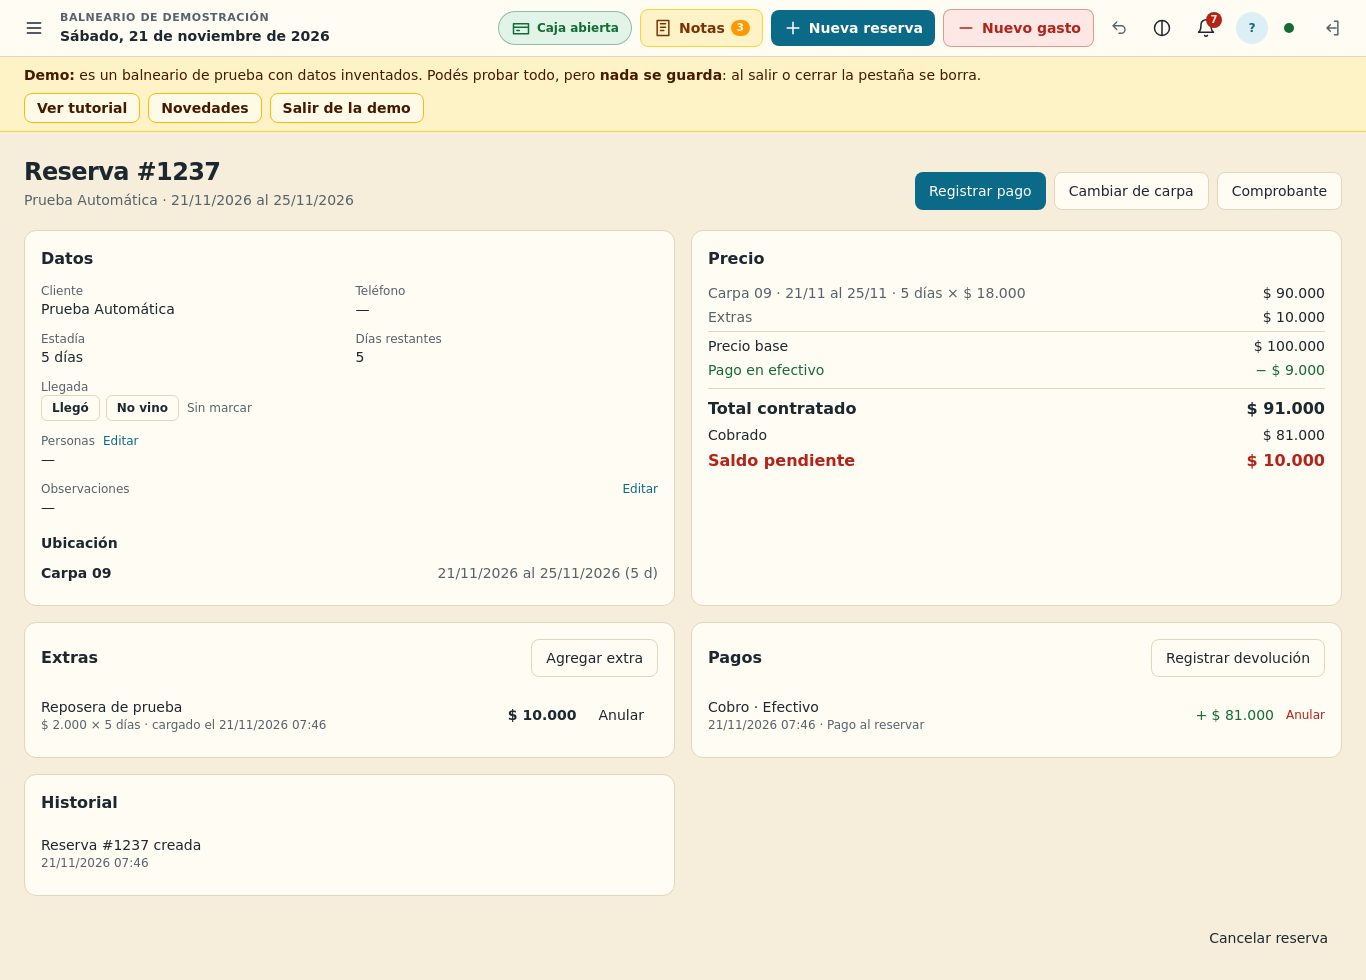 BALNEARIO DE DEMOSTRACIÓN
Sábado, 21 de noviembre de 2026
Caja abierta
Notas 3
Nueva reserva
Nuevo gasto
7
?
Demo: es un balneario de prueba con datos inventados. Podés probar todo, pero nada se guarda: al salir o cerrar la pestaña se borra.
Ver tutorial
Novedades
Salir de la demo
Reserva #1237
Prueba Automática · 21/11/2026 al 25/11/2026
Registrar pago
Cambiar de carpa
Comprobante
Datos
Cliente
Prueba Automática
Teléfono
—
Estadía
5 días
Días restantes
5
Llegada
Llegó
No vino
Sin marcar
Personas Editar
—
Observaciones Editar
—
Ubicación
Carpa 09 21/11/2026 al 25/11/2026 (5 d)
Precio
Carpa 09 · 21/11 al 25/11 · 5 días × $ 18.000 $ 90.000
Extras $ 10.000
Precio base $ 100.000
Pago en efectivo − $ 9.000
Total contratado $ 91.000
Cobrado $ 81.000
Saldo pendiente $ 10.000
Extras
Agregar extra
Reposera de prueba
$ 2.000 × 5 días · cargado el 21/11/2026 07:46
$ 10.000 Anular
Pagos
Registrar devolución
Cobro · Efectivo
21/11/2026 07:46 · Pago al reservar
+ $ 81.000 Anular
Historial
Reserva #1237 creada
21/11/2026 07:46
Cancelar reserva